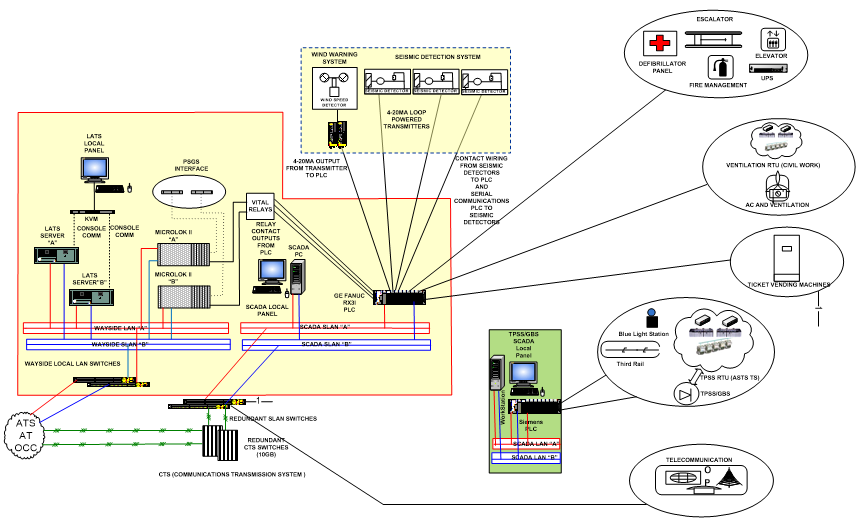 ESCALATOR
ELEVATOR
DEFIBRILLATOR
PANEL
FIRE MANAGEMENT
UPS
WIND WARNING
SYSTEM
SEISMIC DETECTION SYSTEM
WIND SPEED
DETECTOR
SEISMIC DETECTOR
SEISMIC DETECTOR
SEISMIC DETECTOR
4-20MA LOOP
POWERED
TRANSMITTERS
4-20MA OUTPUT
FROM TRANSMITTER
TO PLC
CONTACT WIRING
FROM SEISMIC
DETECTORS
TO PLC
AND
SERIAL
COMMUNICATIONS
PLC TO
SEISMIC
DETECTORS
VENTILATION RTU (CIVIL WORK)
AC AND VENTILATION
TICKET VENDING MACHINES
LATS
LOCAL
PANEL
PSGS
INTERFACE
KVM
CONSOLE
COMM
CONSOLE
COMM
LATS
SERVER
"A"
LATS
SERVER"B"
MICROLOK II
"A"
MICROLOK II
"B"
VITAL
RELAYS
RELAY
CONTACT
OUTPUTS
FROM
PLC
SCADA
PC
SCADA LOCAL
PANEL
GE FANUC
RX3I
PLC
WAYSIDE LAN "A"
WAYSIDE SLAN "B"
SCADA SLAN "A"
SCADA SLAN "B"
WAYSIDE LOCAL LAN SWITCHES
1
REDUNDANT SLAN SWITCHES
ATS
AT
OCC
REDUNDANT
CTS SWITCHES
(10GB)
CTS (COMMUNICATIONS TRANSMISSION SYSTEM )
TPSS/GBS
SCADA
Local
Panel
WorkStation
Siemens
PLC
SCADA LAN "A"
SCADA LAN "B"
Blue Light Station
Third Rail
TPSS RTU (ASTS TS)
TPSS/GBS
1
TELECOMMUNICATION
O
P